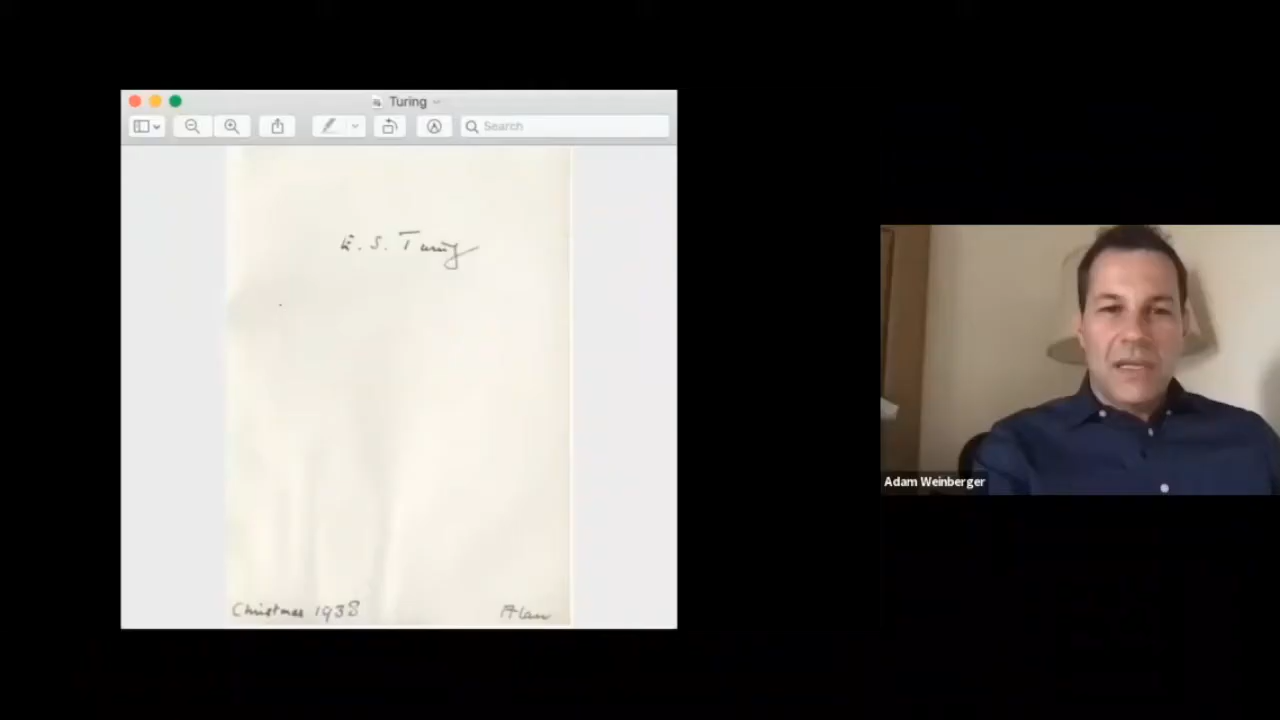 Turing
Search
E. S. Turing
Christmas 1938
Alan
Adam Weinberger